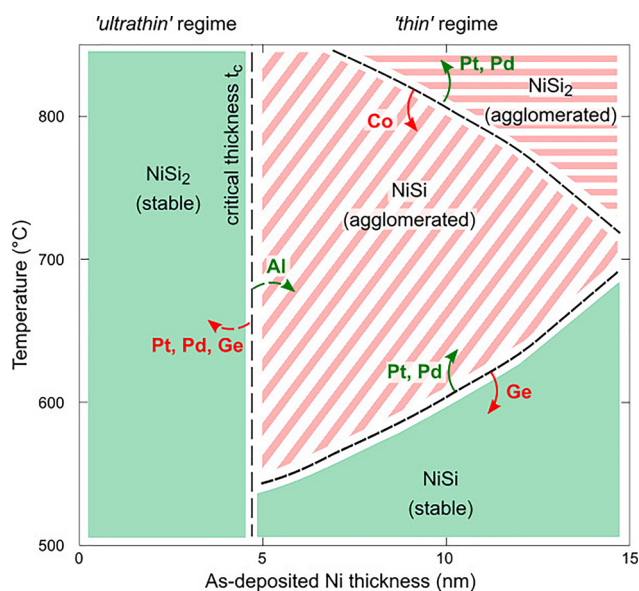 'ultrathin' regime
'thin' regime
Temperature (°C)
800
700
600
500
NiSi2
(stable)
critical thickness tc
Pt, Pd
NiSi2
(agglomerated)
Co
NiSi
(agglomerated)
Al
Pt, Pd, Ge
Pt, Pd
Ge
NiSi
(stable)
0
5
10
15
As-deposited Ni thickness (nm)